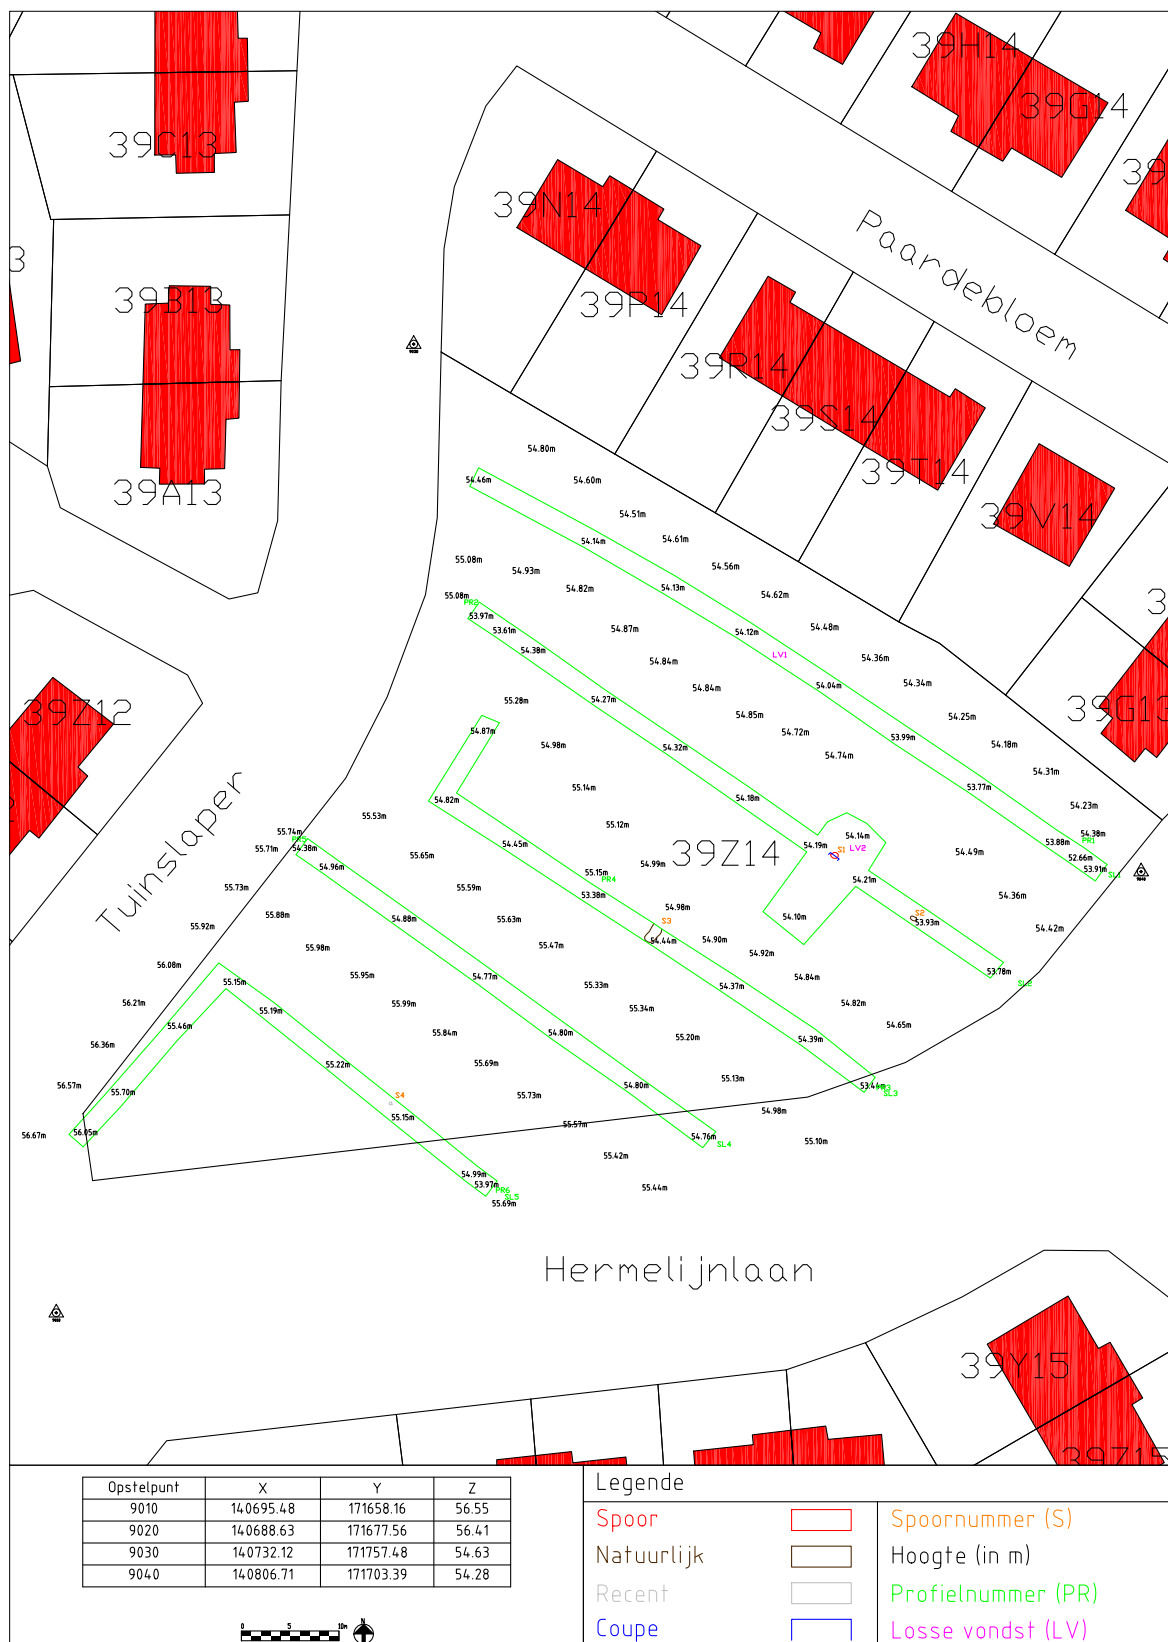 39H14
39G14
39C13
39
39N14
Paardebloem
3
39B13
39P14
39R14
39S14
39T14
39A13
39V14
54.80m
54.46m
54.60m
54.51m
54.14m
54.61m
55.08m
54.93m
54.56m
54.82m
54.13m
54.62m
55.08m
PR2
53.97m
53.61m
54.87m
54.12m
54.48m
54.38m
LV1
54.84m
54.36m
54.84m
54.04m
54.34m
3
55.28m
54.27m
39Z12
39G13
54.85m
54.25m
54.87m
54.72m
53.99m
54.18m
54.98m
54.32m
54.74m
54.31m
Tuinslaper
55.14m
53.77m
54.82m
54.18m
54.23m
55.53m
55.12m
55.74m
PR5
54.14m
54.38m
53.88m
PR1
55.71m
54.38m
54.45m
54.19m
S1
LV2
55.65m
39Z14
54.49m
52.66m
54.96m
54.99m
53.91m
SL1
55.15m
PR4
54.21m
55.73m
55.59m
53.38m
54.36m
55.88m
54.88m
55.63m
54.98m
54.10m
S2
53.93m
55.92m
S3
54.42m
55.98m
55.47m
54.44m
54.90m
54.92m
56.08m
55.15m
55.95m
54.77m
55.33m
54.37m
54.84m
53.78m
SL2
56.21m
55.19m
55.99m
55.34m
54.82m
55.46m
54.65m
56.36m
55.84m
54.80m
55.20m
54.39m
55.22m
55.69m
56.57m
55.70m
S4
54.80m
55.13m
53.44m
SL3
55.73m
55.15m
54.98m
56.67m
56.05m
55.57m
54.76m
SL4
55.10m
55.42m
54.99m
53.97m
PR6
SL5
55.44m
55.69m
Hermelijnlaan
39Y15
39Z15
Opstelpunt X Y Z
9010 140695.48 171658.16 56.55
9020 140688.63 171677.56 56.41
9030 140732.12 171757.48 54.63
9040 140806.71 171703.39 54.28
0 5 10m
N
Legende
Spoor
Natuurlijk
Recent
Coupe
Spoornummer (S)
Hoogte (in m)
Profielnummer (PR)
Losse vondst (LV)